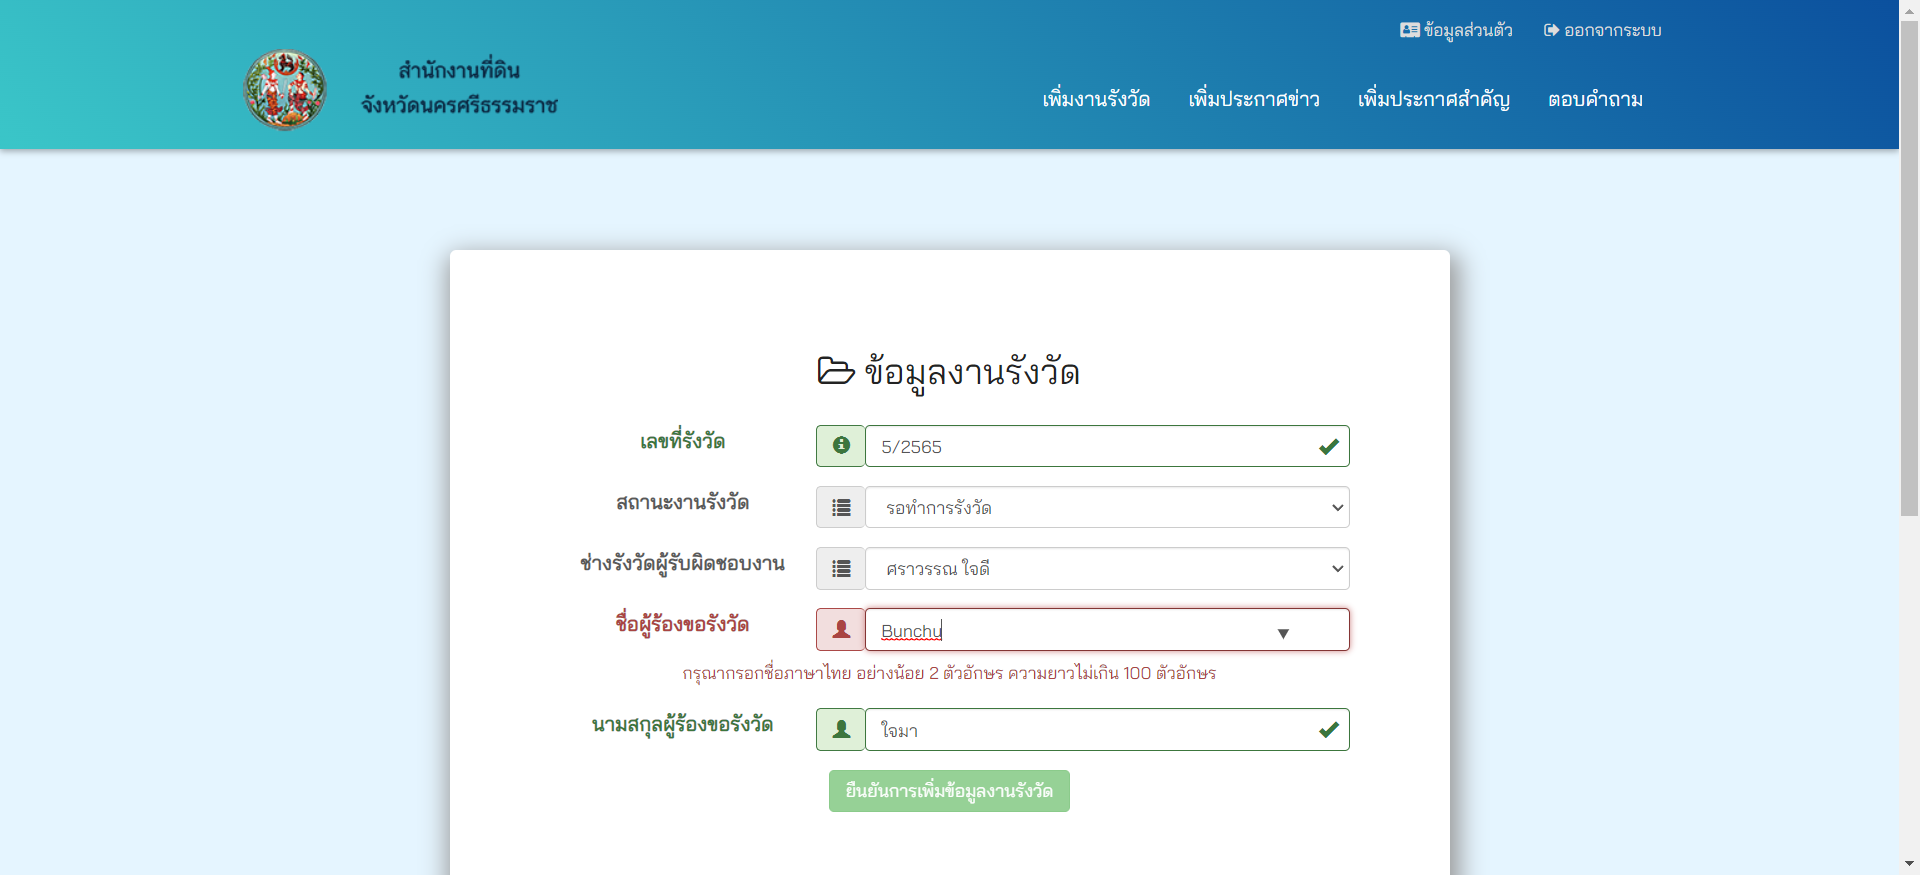 ข้อมูลส่วนตัว ออกจากระบบ
สำนักงานที่ดิน
จังหวัดนครศรีธรรมราช
เพิ่มงานรังวัด เพิ่มประกาศข่าว เพิ่มประกาศสำคัญ ตอบคำถาม
ข้อมูลงานรังวัด
เลขที่รังวัด 5/2565
สถานะงานรังวัด รอทำการรังวัด
ช่างรังวัดผู้รับผิดชอบงาน ศราวรรณ ใจดี
ชื่อผู้ร้องขอรังวัด Bunchu
กรุณากรอกชื่อภาษาไทย อย่างน้อย 2 ตัวอักษร ความยาวไม่เกิน 100 ตัวอักษร
นามสกุลผู้ร้องขอรังวัด ใจมา
ยืนยันการเพิ่มข้อมูลงานรังวัด